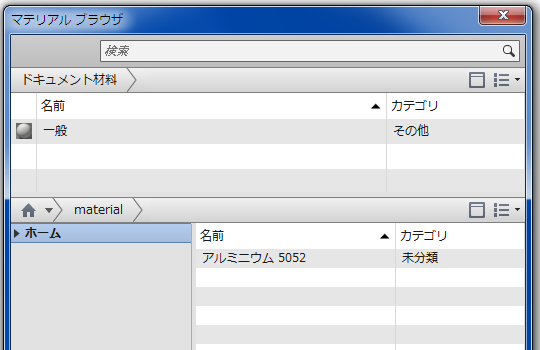 マテリアル ブラウザ
検索
ドキュメント材料
名前 カテゴリ
一般 その他
material
ホーム
名前 カテゴリ
アルミニウム 5052 未分類